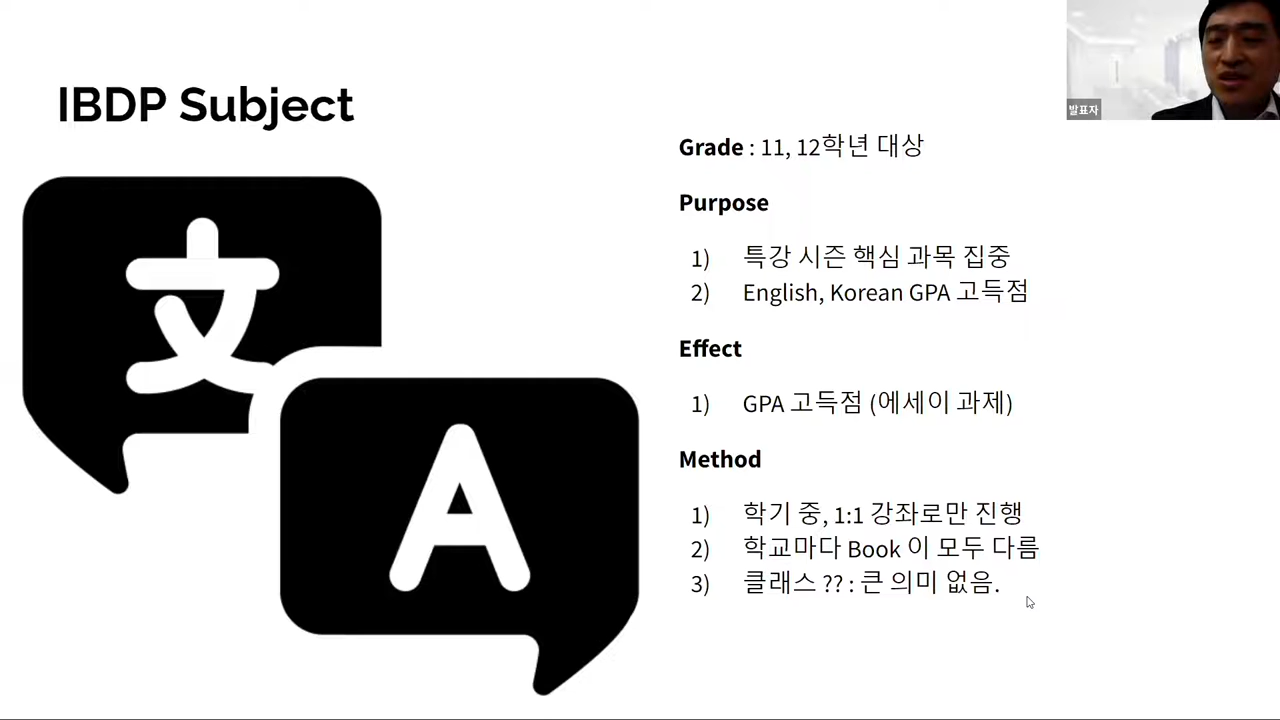 IBDP Subject
발표자
Grade : 11, 12학년 대상
Purpose
1) 특강 시즌 핵심 과목 집중
2) English, Korean GPA 고득점
Effect
1) GPA 고득점 (에세이 과제)
Method
1) 학기 중, 1:1 강좌로만 진행
2) 학교마다 Book 이 모두 다름
3) 클래스 ?? : 큰 의미 없음.
文
A